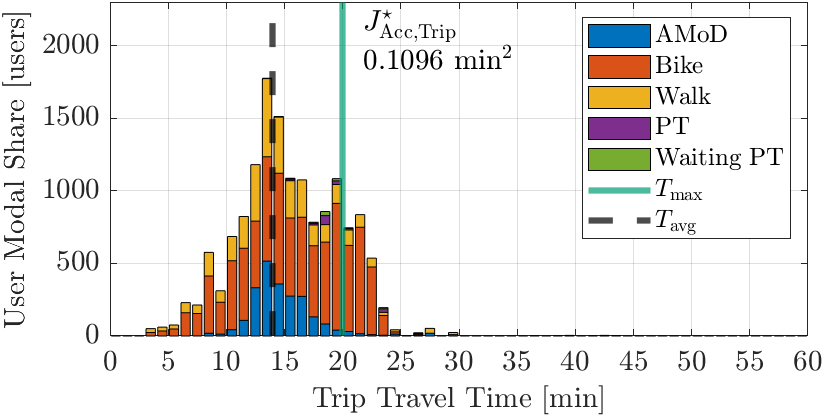 User Modal Share [users]
2000
1500
1000
500
0
J⋆Acc,Trip
0.1096 min²
AMoD
Bike
Walk
PT
Waiting PT
Tmax
Tavg
0 5 10 15 20 25 30 35 40 45 50 55 60
Trip Travel Time [min]